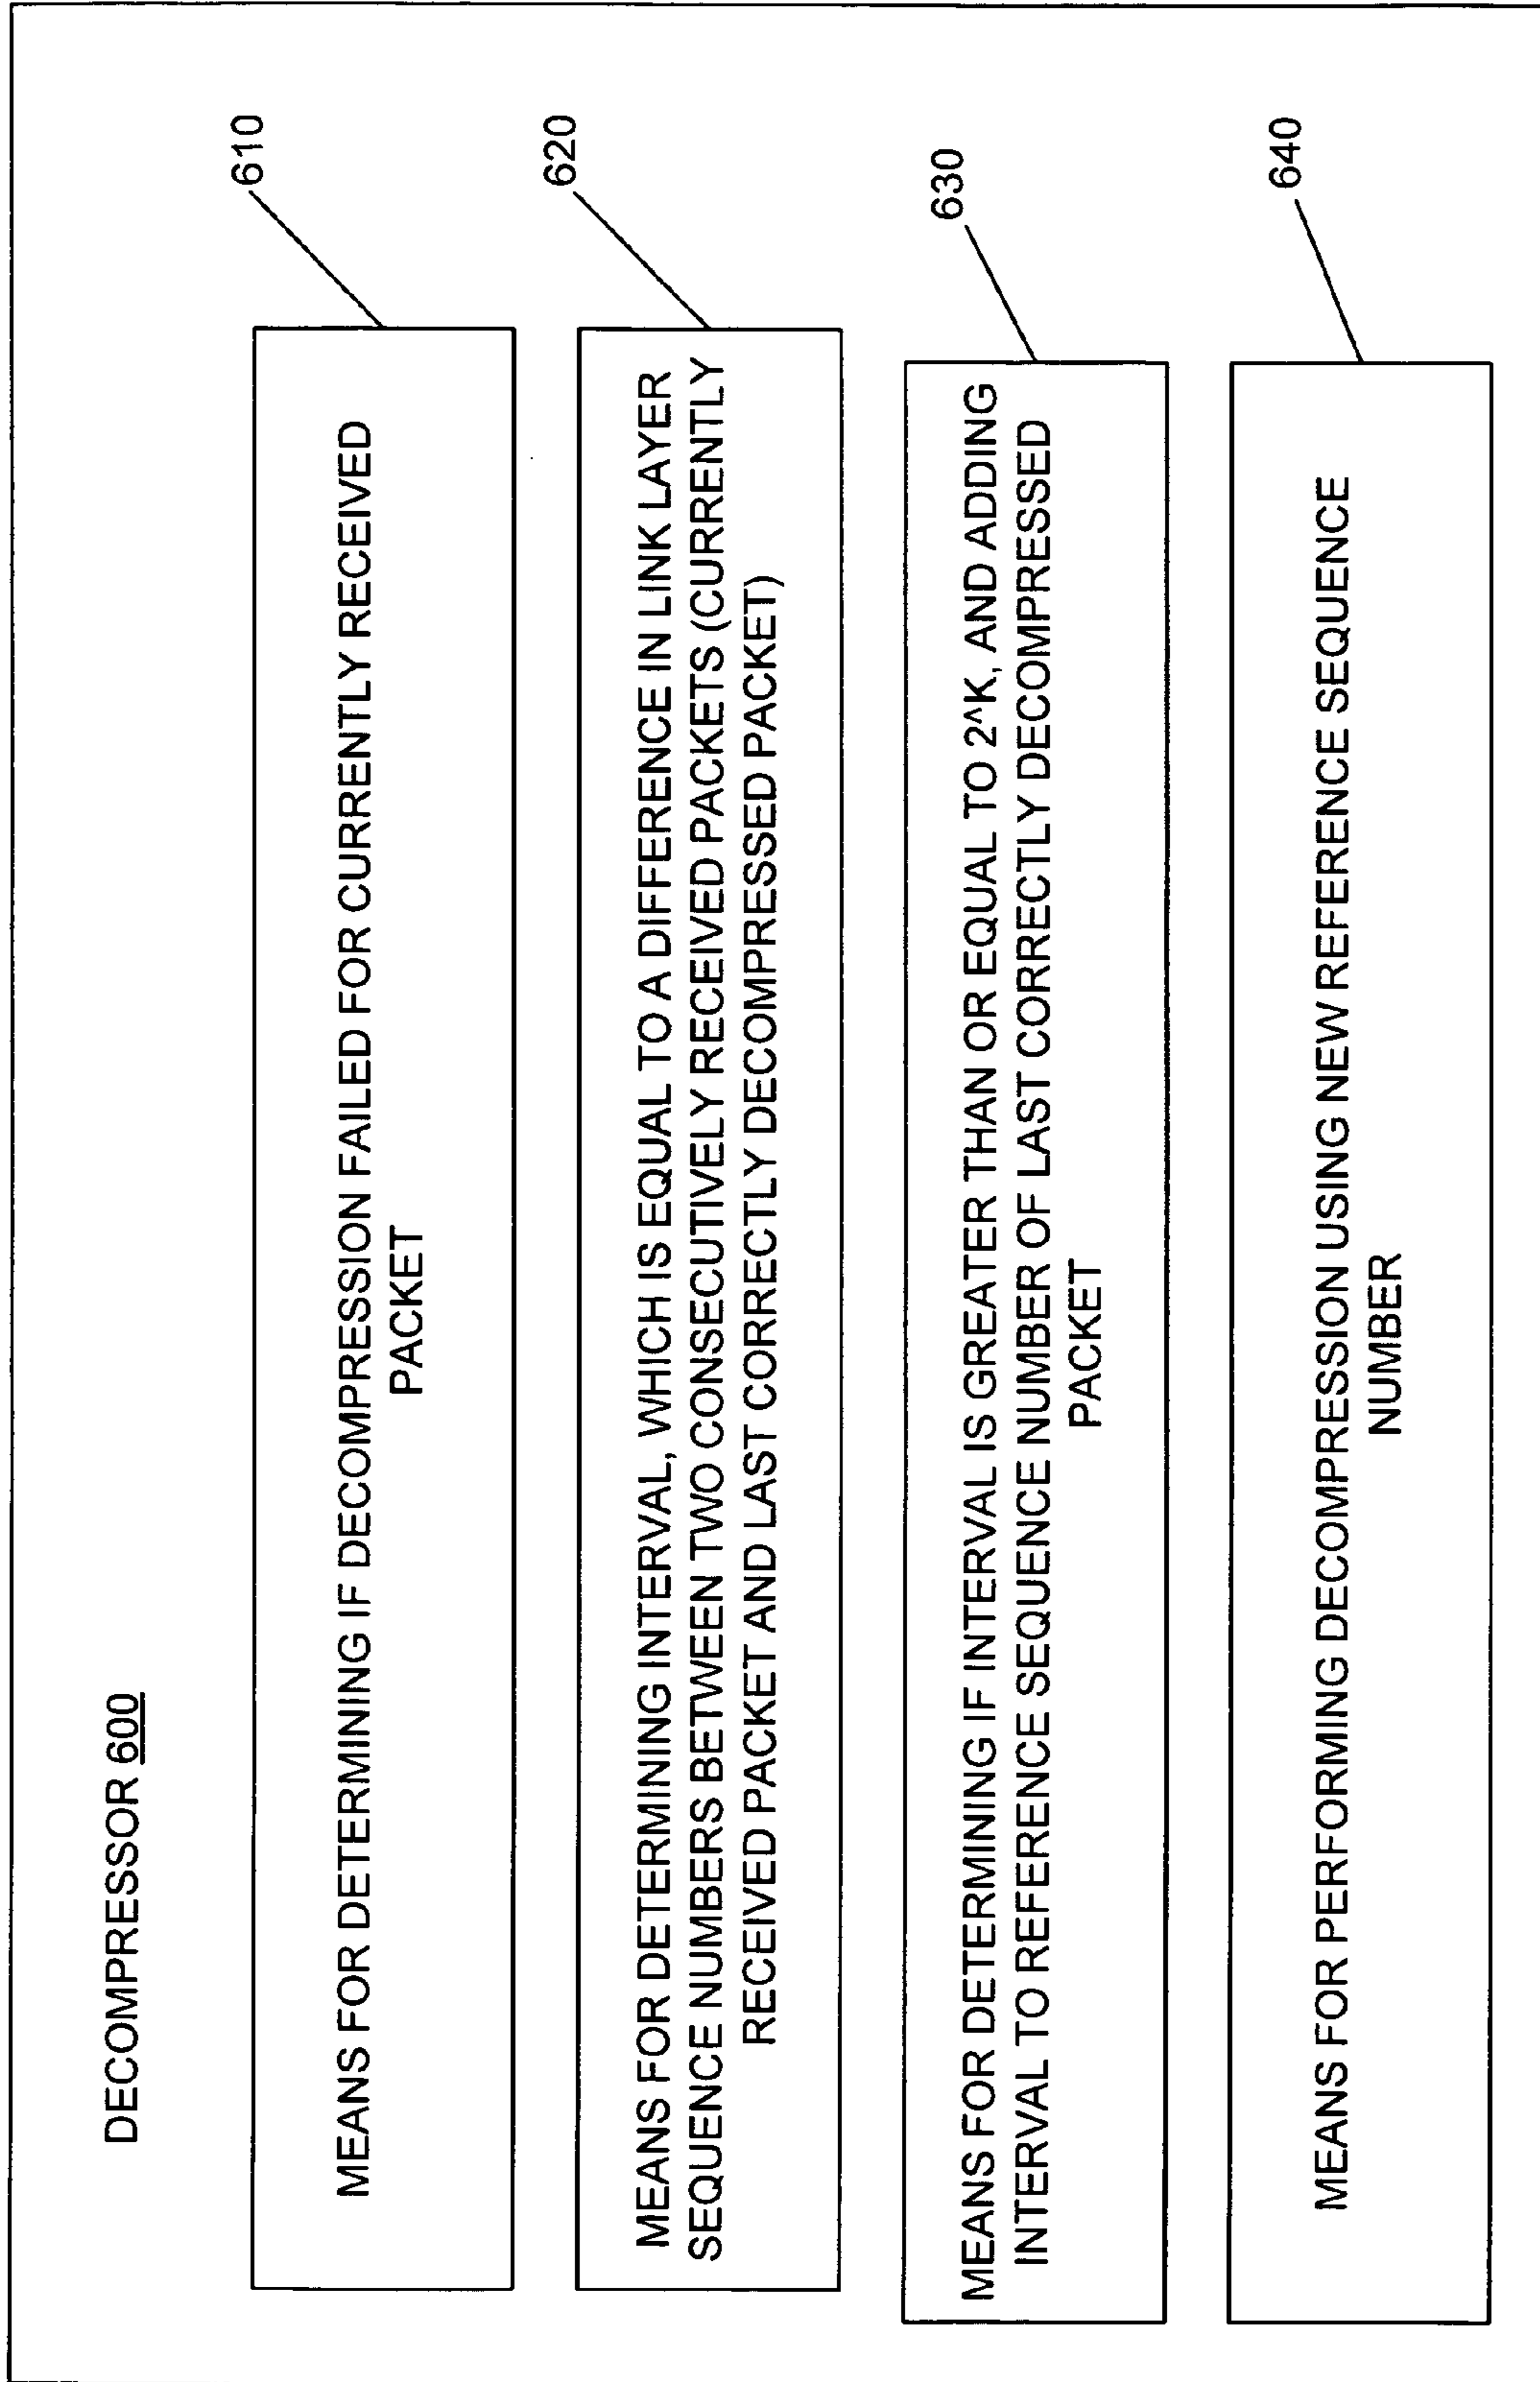 DECOMPRESSOR 600
610
MEANS FOR DETERMINING IF DECOMPRESSION FAILED FOR CURRENTLY RECEIVED
PACKET
620
MEANS FOR DETERMINING INTERVAL, WHICH IS EQUAL TO A DIFFERENCE IN LINK LAYER
SEQUENCE NUMBERS BETWEEN TWO CONSECUTIVELY RECEIVED PACKETS (CURRENTLY
RECEIVED PACKET AND LAST CORRECTLY DECOMPRESSED PACKET)
630
MEANS FOR DETERMINING IF INTERVAL IS GREATER THAN OR EQUAL TO 2^K, AND ADDING
INTERVAL TO REFERENCE SEQUENCE NUMBER OF LAST CORRECTLY DECOMPRESSED
PACKET
640
MEANS FOR PERFORMING DECOMPRESSION USING NEW REFERENCE SEQUENCE
NUMBER